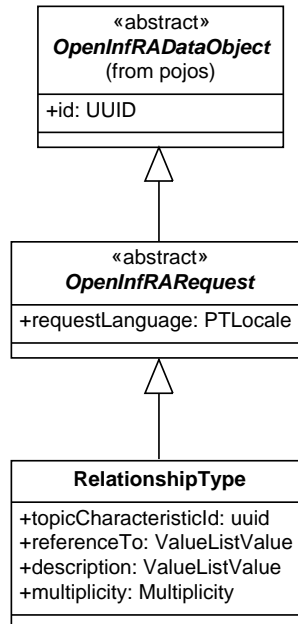 «abstract»
OpenInfRADataObject
(from pojos)
+id: UUID
«abstract»
OpenInfRARequest
+requestLanguage: PTLocale
RelationshipType
+topicCharacteristicId: uuid
+referenceTo: ValueListValue
+description: ValueListValue
+multiplicity: Multiplicity